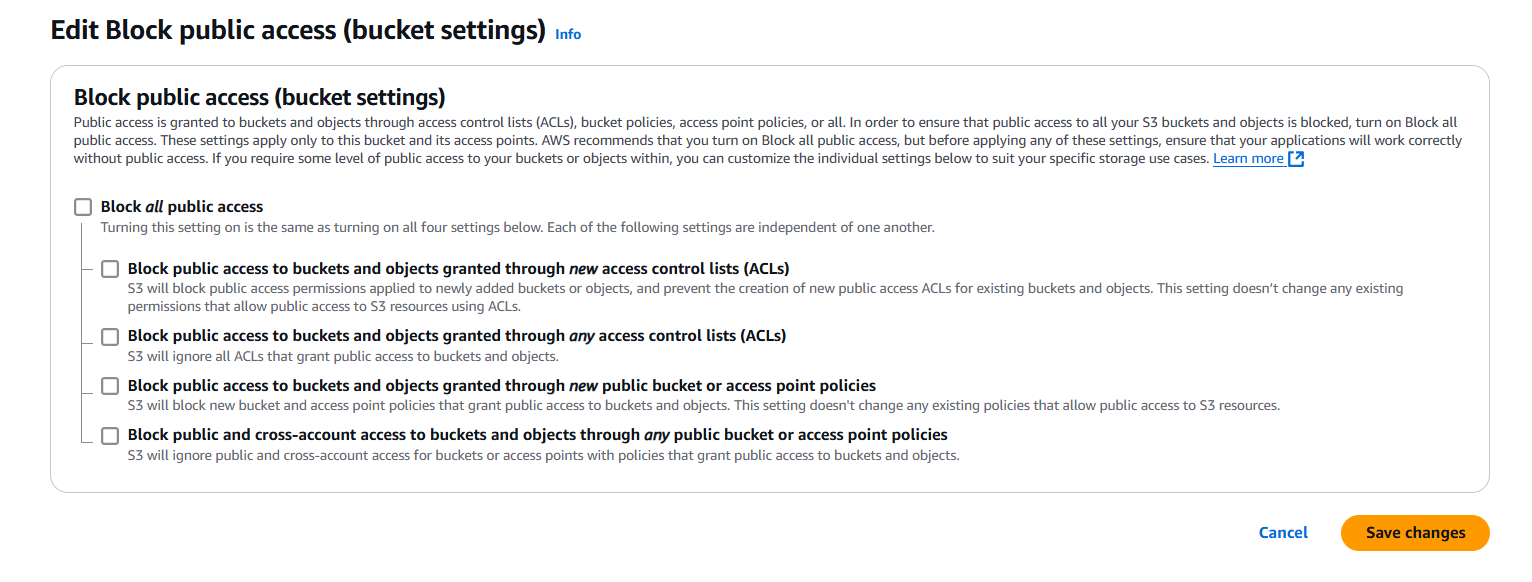 Edit Block public access (bucket settings) Info
Block public access (bucket settings)
Public access is granted to buckets and objects through access control lists (ACLs), bucket policies, access point policies, or all. In order to ensure that public access to all your S3 buckets and objects is blocked, turn on Block all
public access. These settings apply only to this bucket and its access points. AWS recommends that you turn on Block all public access, but before applying any of these settings, ensure that your applications will work correctly
without public access. If you require some level of public access to your buckets or objects within, you can customize the individual settings below to suit your specific storage use cases. Learn more
Block all public access
Turning this setting on is the same as turning on all four settings below. Each of the following settings are independent of one another.
Block public access to buckets and objects granted through new access control lists (ACLs)
S3 will block public access permissions applied to newly added buckets or objects, and prevent the creation of new public access ACLs for existing buckets and objects. This setting doesn't change any existing
permissions that allow public access to S3 resources using ACLs.
Block public access to buckets and objects granted through any access control lists (ACLs)
S3 will ignore all ACLs that grant public access to buckets and objects.
Block public access to buckets and objects granted through new public bucket or access point policies
S3 will block new bucket and access point policies that grant public access to buckets and objects. This setting doesn't change any existing policies that allow public access to S3 resources.
Block public and cross-account access to buckets and objects through any public bucket or access point policies
S3 will ignore public and cross-account access for buckets or access points with policies that grant public access to buckets and objects.
Cancel Save changes